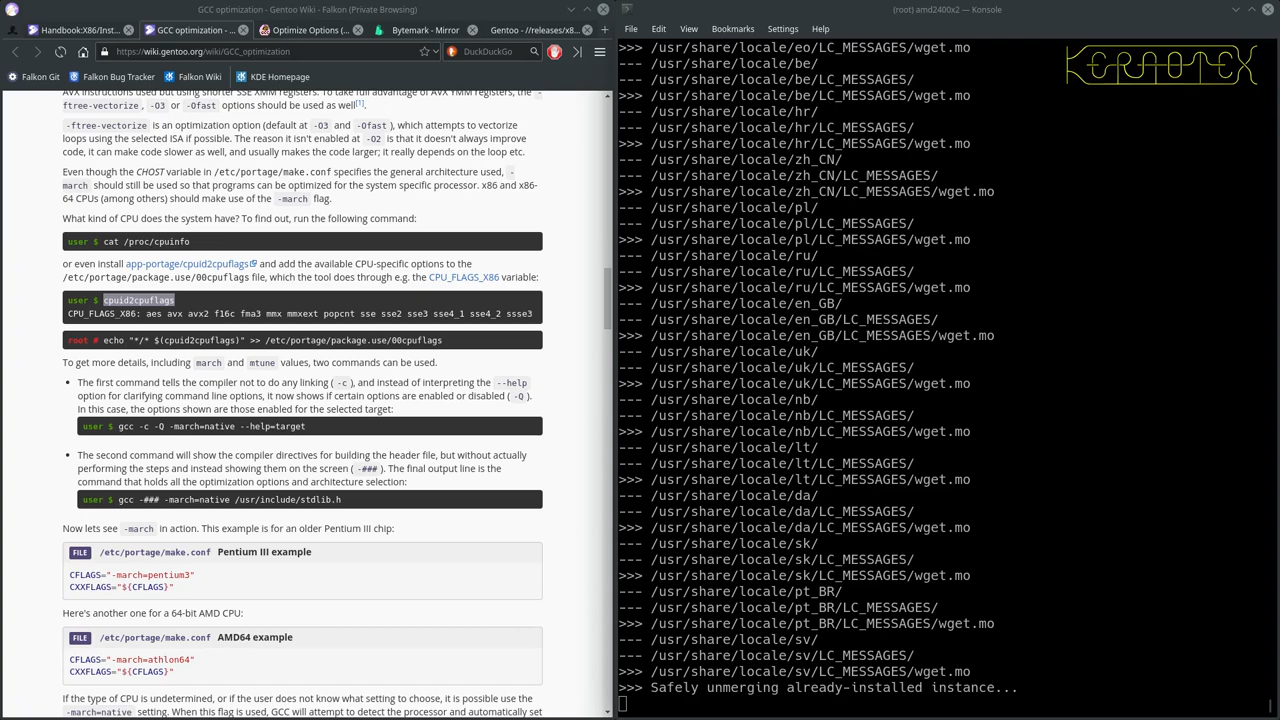 GCC optimization - Gentoo Wiki - Falkon (Private Browsing)
Handbook:X86/Inst...
GCC optimization -...
Optimize Options (...
Bytemark - Mirror
Gentoo - //releases/x8...
https://wiki.gentoo.org/wiki/GCC_optimization
DuckDuckGo
Falkon Git
Falkon Bug Tracker
Falkon Wiki
KDE Homepage
AVX instructions used but using shorter SSE XMM registers. To take full advantage of AVX YMM registers, the -
ftree-vectorize, -O3 or -Ofast options should be used as well[1].
-ftree-vectorize is an optimization option (default at -O3 and -Ofast), which attempts to vectorize
loops using the selected ISA if possible. The reason it isn't enabled at -O2 is that it doesn't always improve
code, it can make code slower as well, and usually makes the code larger; it really depends on the loop etc.
Even though the CHOST variable in /etc/portage/make.conf specifies the general architecture used, -
march should still be used so that programs can be optimized for the system specific processor. x86 and x86-
64 CPUs (among others) should make use of the -march flag.
What kind of CPU does the system have? To find out, run the following command:
user $ cat /proc/cpuinfo
or even install app-portage/cpuid2cpuflags and add the available CPU-specific options to the
/etc/portage/package.use/00cpuflags file, which the tool does through e.g. the CPU_FLAGS_X86 variable:
user $ cpuid2cpuflags
CPU_FLAGS_X86: aes avx avx2 f16c fma3 mmx mmxext popcnt sse sse2 sse3 sse4_1 sse4_2 ssse3
root # echo "*/* $(cpuid2cpuflags)" >> /etc/portage/package.use/00cpuflags
To get more details, including march and mtune values, two commands can be used.
• The first command tells the compiler not to do any linking (-c), and instead of interpreting the --help
option for clarifying command line options, it now shows if certain options are enabled or disabled (-Q).
In this case, the options shown are those enabled for the selected target:
user $ gcc -c -Q -march=native --help=target
• The second command will show the compiler directives for building the header file, but without actually
performing the steps and instead showing them on the screen (-###). The final output line is the
command that holds all the optimization options and architecture selection:
user $ gcc -### -march=native /usr/include/stdlib.h
Now lets see -march in action. This example is for an older Pentium III chip:
FILE /etc/portage/make.conf Pentium III example
CFLAGS="-march=pentium3"
CXXFLAGS="${CFLAGS}"
Here's another one for a 64-bit AMD CPU:
FILE /etc/portage/make.conf AMD64 example
CFLAGS="-march=athlon64"
CXXFLAGS="${CFLAGS}"
If the type of CPU is undetermined, or if the user does not know what setting to choose, it is possible use the
-march=native setting. When this flag is used, GCC will attempt to detect the processor and automatically set
(root) amd2400x2 — Konsole
File Edit View Bookmarks Settings Help
KERAOTEX
>>> /usr/share/locale/eo/LC_MESSAGES/wget.mo
--- /usr/share/locale/be/
--- /usr/share/locale/be/LC_MESSAGES/
>>> /usr/share/locale/be/LC_MESSAGES/wget.mo
--- /usr/share/locale/hr/
--- /usr/share/locale/hr/LC_MESSAGES/
>>> /usr/share/locale/hr/LC_MESSAGES/wget.mo
--- /usr/share/locale/zh_CN/
--- /usr/share/locale/zh_CN/LC_MESSAGES/
>>> /usr/share/locale/zh_CN/LC_MESSAGES/wget.mo
--- /usr/share/locale/pl/
--- /usr/share/locale/pl/LC_MESSAGES/
>>> /usr/share/locale/pl/LC_MESSAGES/wget.mo
--- /usr/share/locale/ru/
--- /usr/share/locale/ru/LC_MESSAGES/
>>> /usr/share/locale/ru/LC_MESSAGES/wget.mo
--- /usr/share/locale/en_GB/
--- /usr/share/locale/en_GB/LC_MESSAGES/
>>> /usr/share/locale/en_GB/LC_MESSAGES/wget.mo
--- /usr/share/locale/uk/
--- /usr/share/locale/uk/LC_MESSAGES/
>>> /usr/share/locale/uk/LC_MESSAGES/wget.mo
--- /usr/share/locale/nb/
--- /usr/share/locale/nb/LC_MESSAGES/
>>> /usr/share/locale/nb/LC_MESSAGES/wget.mo
--- /usr/share/locale/lt/
--- /usr/share/locale/lt/LC_MESSAGES/
>>> /usr/share/locale/lt/LC_MESSAGES/wget.mo
--- /usr/share/locale/da/
--- /usr/share/locale/da/LC_MESSAGES/
>>> /usr/share/locale/da/LC_MESSAGES/wget.mo
--- /usr/share/locale/sk/
--- /usr/share/locale/sk/LC_MESSAGES/
>>> /usr/share/locale/sk/LC_MESSAGES/wget.mo
--- /usr/share/locale/pt_BR/
--- /usr/share/locale/pt_BR/LC_MESSAGES/
>>> /usr/share/locale/pt_BR/LC_MESSAGES/wget.mo
--- /usr/share/locale/sv/
--- /usr/share/locale/sv/LC_MESSAGES/
>>> /usr/share/locale/sv/LC_MESSAGES/wget.mo
>>> Safely unmerging already-installed instance...